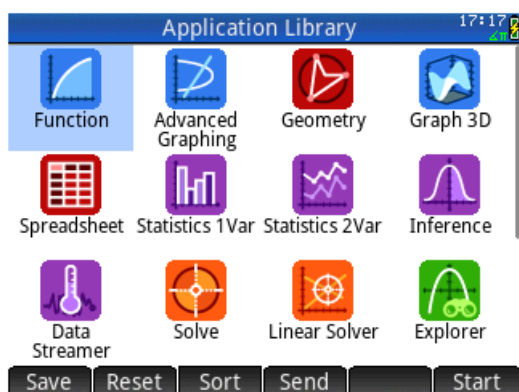 Application Library 17:17
∡π
Function Advanced Graphing Geometry Graph 3D
Spreadsheet Statistics 1Var Statistics 2Var Inference
Data Streamer Solve Linear Solver Explorer
Save Reset Sort Send Start